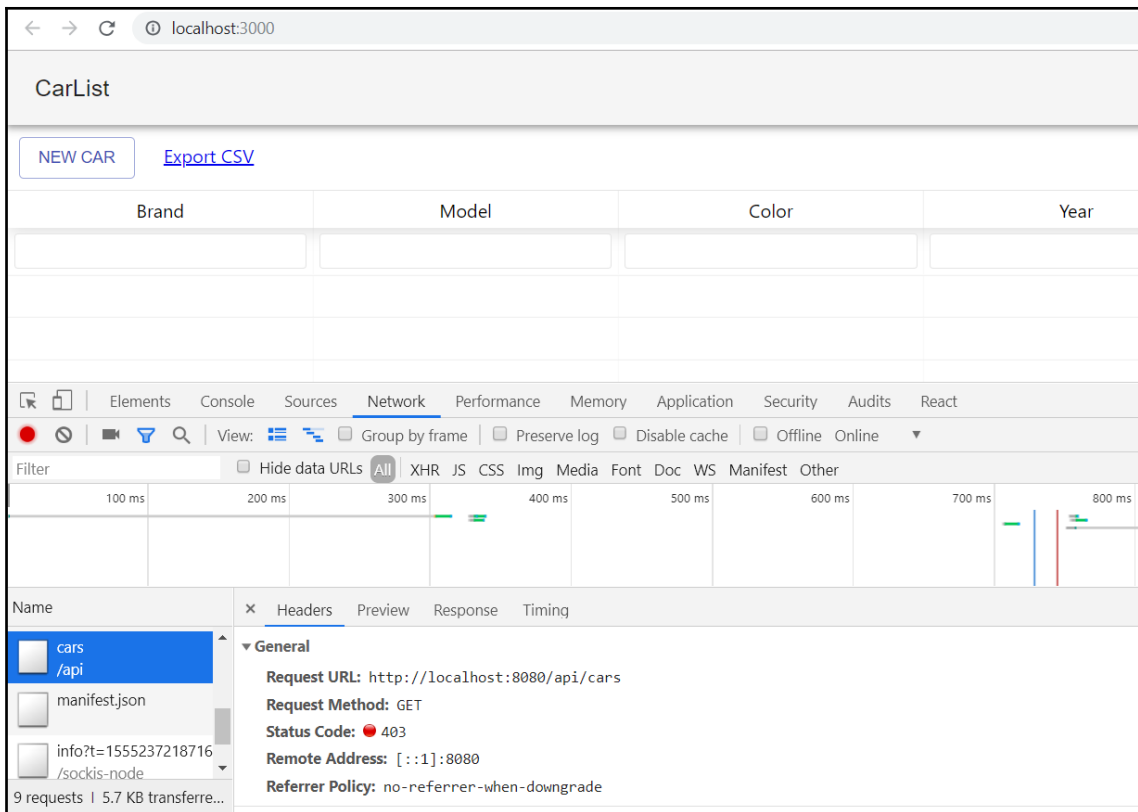 localhost:3000
CarList
NEW CAR Export CSV
Brand Model Color Year
Elements Console Sources Network Performance Memory Application Security Audits React
View: Group by frame Preserve log Disable cache Offline Online
Filter Hide data URLs All XHR JS CSS Img Media Font Doc WS Manifest Other
100 ms 200 ms 300 ms 400 ms 500 ms 600 ms 700 ms 800 ms
Name Headers Preview Response Timing
cars
/api
manifest.json
info?t=1555237218716
/sockjs-node
9 requests | 5.7 KB transferre...
General
Request URL: http://localhost:8080/api/cars
Request Method: GET
Status Code: 403
Remote Address: [::1]:8080
Referrer Policy: no-referrer-when-downgrade